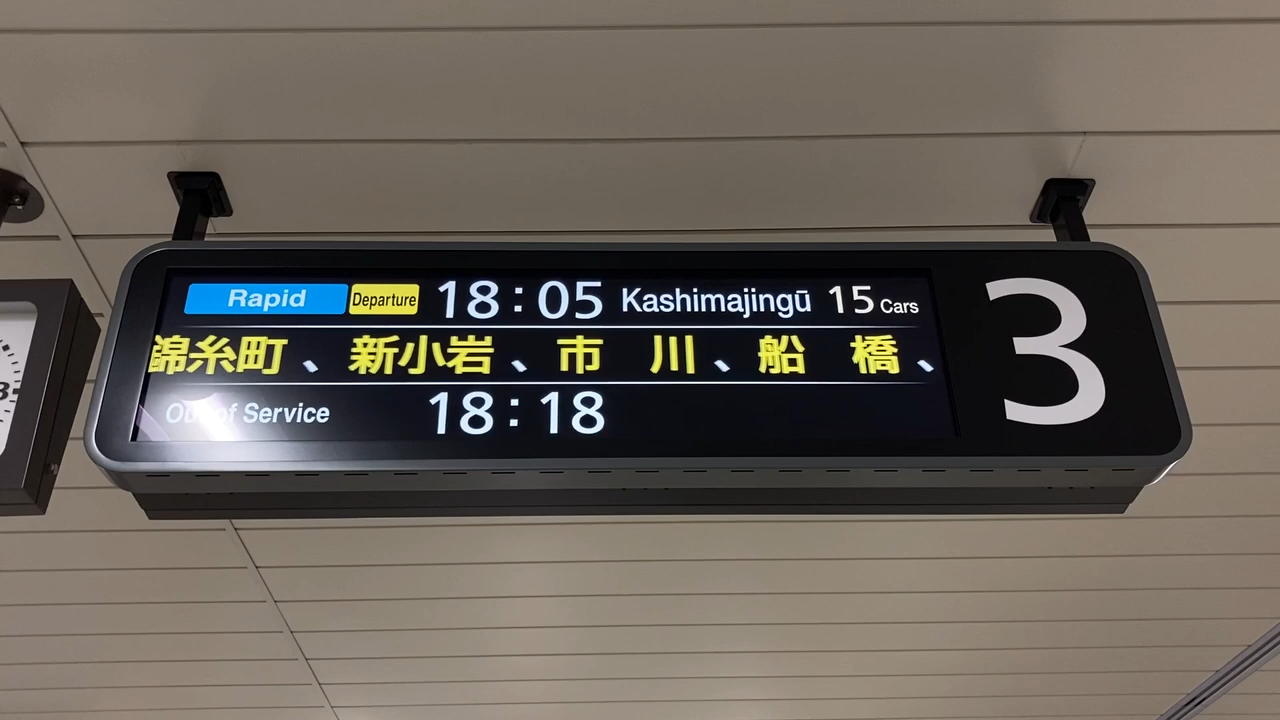 Rapid Departure 18:05 Kashimajingū 15 Cars
錦糸町、新小岩、市川、船橋、
Out of Service 18:18
3
3